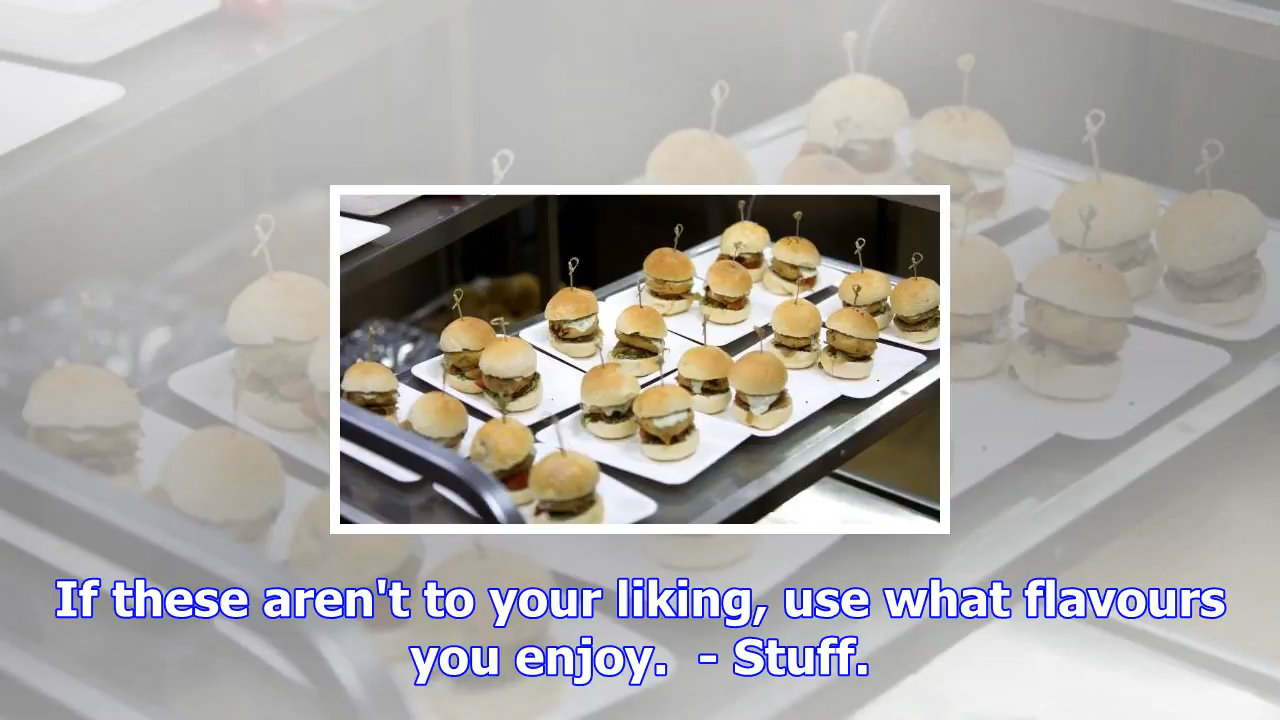 If these aren't to your liking, use what flavours
you enjoy.  - Stuff.